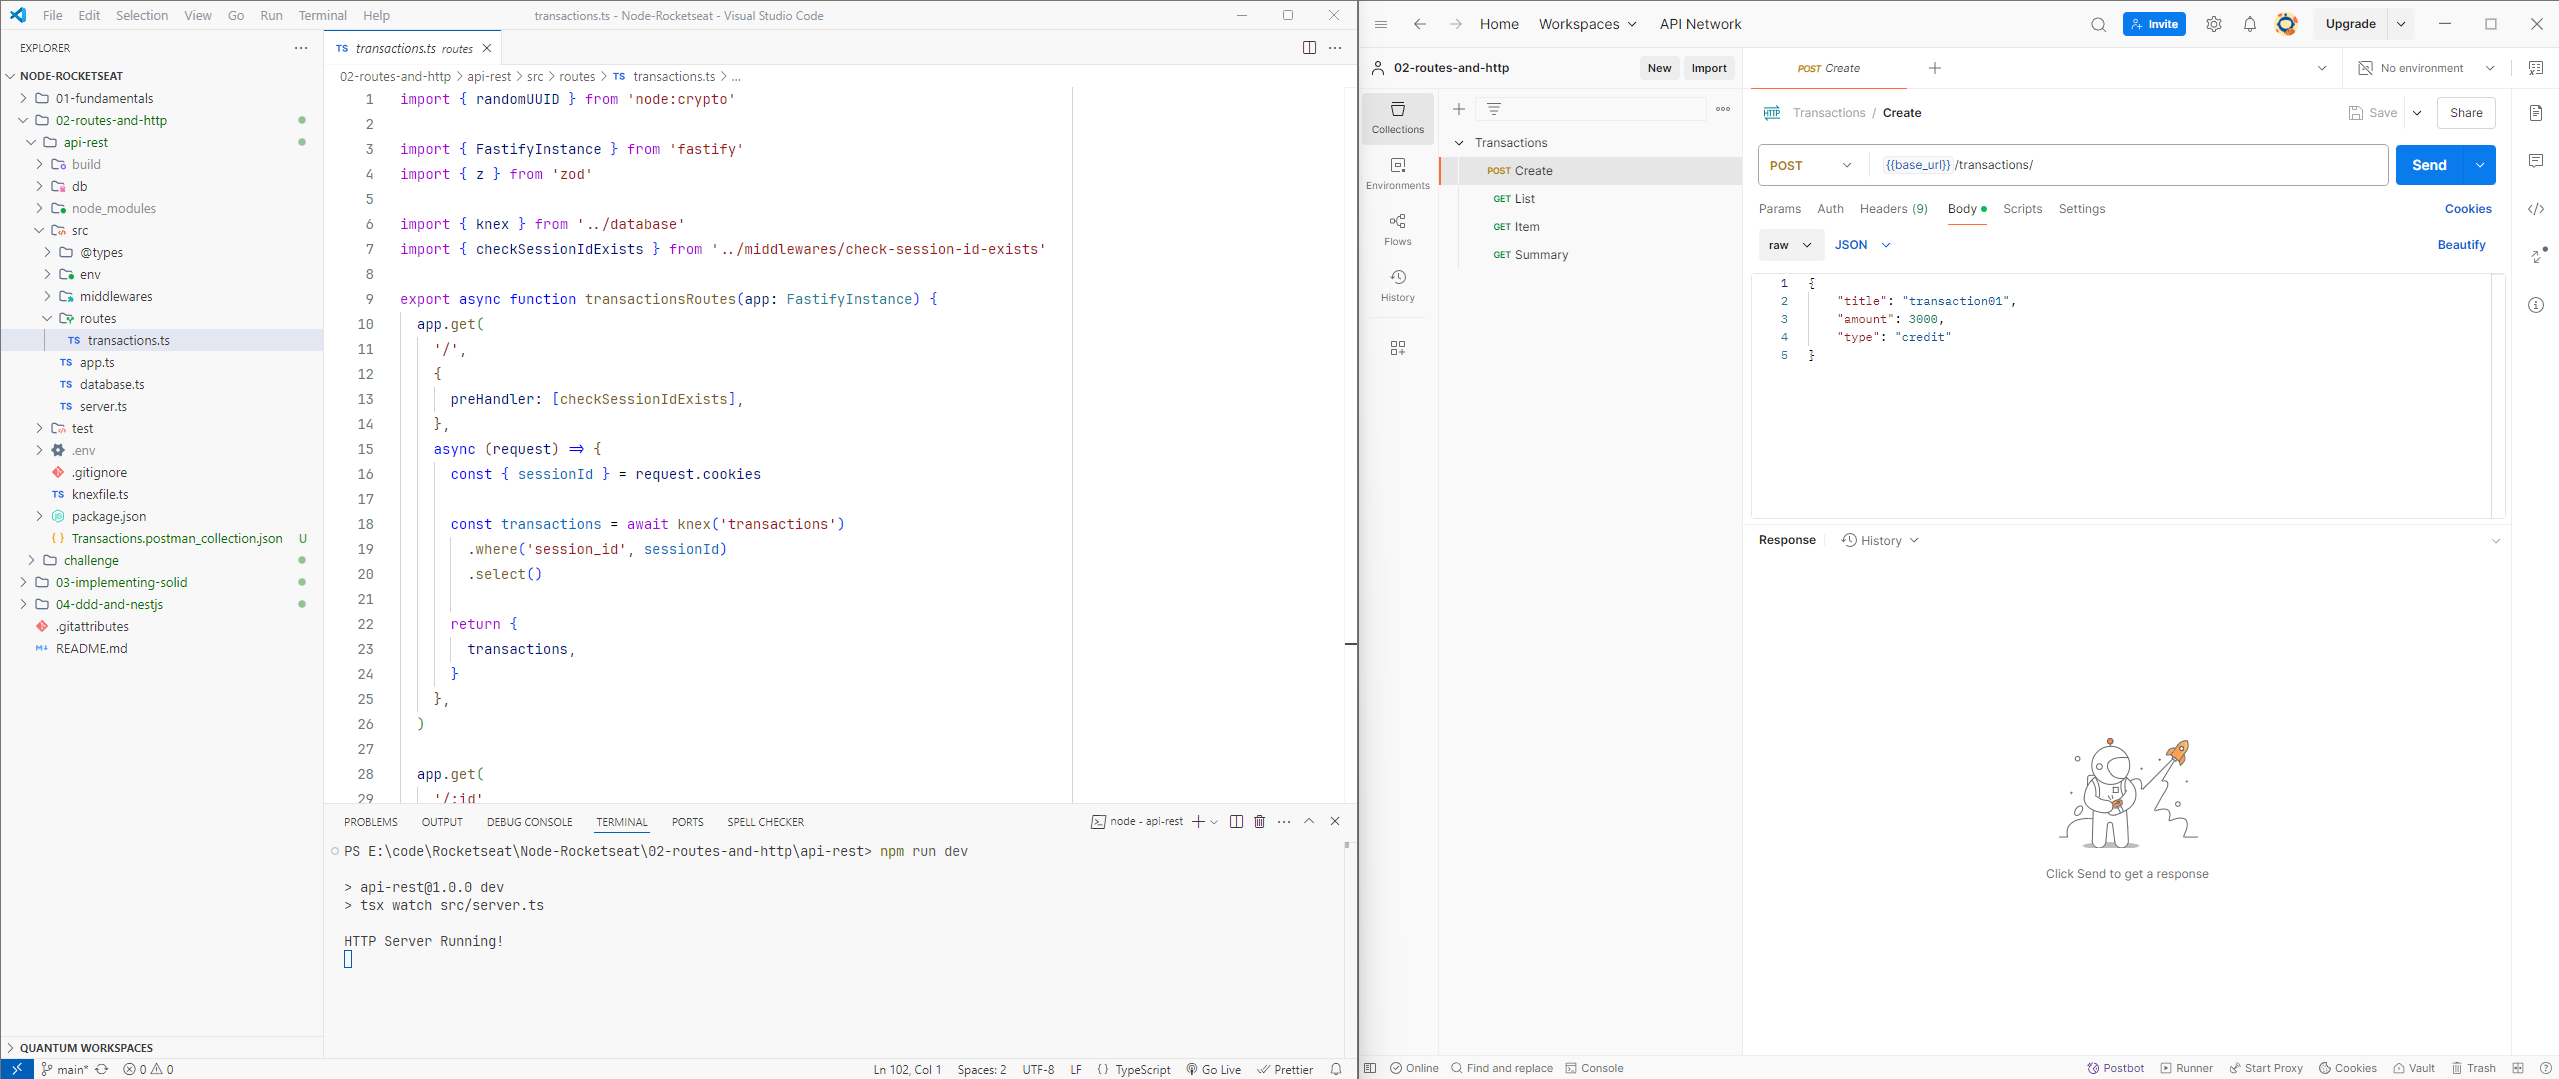 File Edit Selection View Go Run Terminal Help
transactions.ts - Node-Rocketseat - Visual Studio Code
EXPLORER
NODE-ROCKETSEAT
01-fundamentals
02-routes-and-http
api-rest
build
db
node_modules
src
@types
env
middlewares
routes
TS transactions.ts
TS app.ts
TS database.ts
TS server.ts
test
.env
.gitignore
TS knexfile.ts
package.json
{ } Transactions.postman_collection.json U
challenge
03-implementing-solid
04-ddd-and-nestjs
.gitattributes
README.md
QUANTUM WORKSPACES
TS transactions.ts routes
02-routes-and-http > api-rest > src > routes > TS transactions.ts > ...
1 import { randomUUID } from 'node:crypto'
2
3 import { FastifyInstance } from 'fastify'
4 import { z } from 'zod'
5
6 import { knex } from '../database'
7 import { checkSessionIdExists } from '../middlewares/check-session-id-exists'
8
9 export async function transactionsRoutes(app: FastifyInstance) {
10 app.get(
11 '/',
12 {
13 preHandler: [checkSessionIdExists],
14 },
15 async (request) => {
16 const { sessionId } = request.cookies
17
18 const transactions = await knex('transactions')
19 .where('session_id', sessionId)
20 .select()
21
22 return {
23 transactions,
24 }
25 },
26 )
27
28 app.get(
29 '/:id'
PROBLEMS OUTPUT DEBUG CONSOLE TERMINAL PORTS SPELL CHECKER
node - api-rest
PS E:\code\Rocketseat\Node-Rocketseat\02-routes-and-http\api-rest> npm run dev
> api-rest@1.0.0 dev
> tsx watch src/server.ts
HTTP Server Running!
main* 0 0
Ln 102, Col 1 Spaces: 2 UTF-8 LF { } TypeScript Go Live Prettier
Home Workspaces API Network
Invite
Upgrade
02-routes-and-http
New Import
Collections
Environments
Flows
History
Transactions
POST Create
GET List
GET Item
GET Summary
POST Create
No environment
HTTP Transactions / Create
Save Share
POST {{base_url}} /transactions/
Send
Params Auth Headers (9) Body Scripts Settings
Cookies
raw JSON
Beautify
1 {
2 "title": "transaction01",
3 "amount": 3000,
4 "type": "credit"
5 }
Response History
Click Send to get a response
Online Find and replace Console
Postbot Runner Start Proxy Cookies Vault Trash